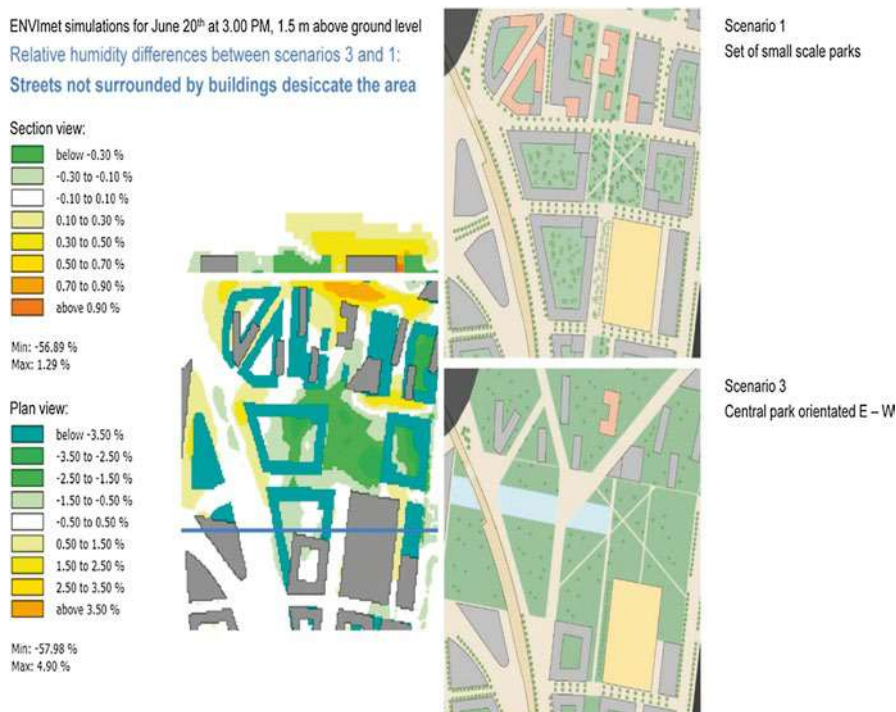 ENVImet simulations for June 20th at 3.00 PM, 1.5 m above ground level
Relative humidity differences between scenarios 3 and 1:
Streets not surrounded by buildings desiccate the area
Section view:
below -0.30 %
-0.30 to -0.10 %
-0.10 to 0.10 %
0.10 to 0.30 %
0.30 to 0.50 %
0.50 to 0.70 %
0.70 to 0.90 %
above 0.90 %
Min: -56.89 %
Max: 1.29 %
Plan view:
below -3.50 %
-3.50 to -2.50 %
-2.50 to -1.50 %
-1.50 to -0.50 %
-0.50 to 0.50 %
0.50 to 1.50 %
1.50 to 2.50 %
2.50 to 3.50 %
above 3.50 %
Min: -57.98 %
Max: 4.90 %
Scenario 1
Set of small scale parks
Scenario 3
Central park orientated E – W